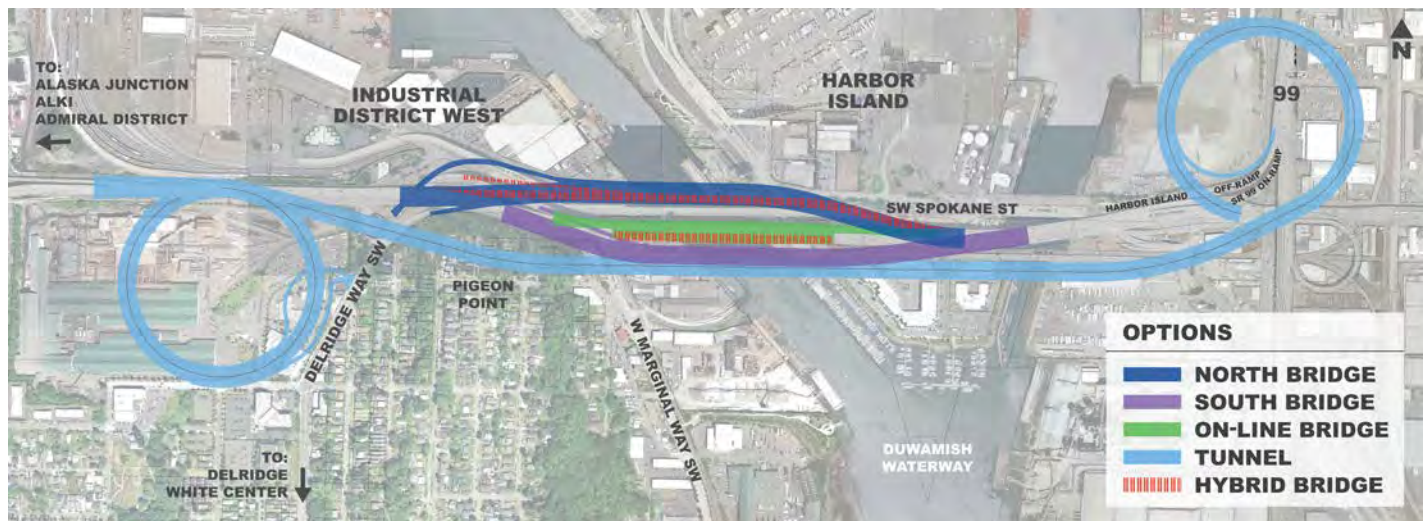 TO:
ALASKA JUNCTION
ALKI
ADMIRAL DISTRICT
INDUSTRIAL
DISTRICT WEST
HARBOR
ISLAND
N
99
SW SPOKANE ST
HARBOR ISLAND
OFF-RAMP
SR 99 ON-RAMP
PIGEON
POINT
DELRIDGE WAY SW
W MARGINAL WAY SW
TO:
DELRIDGE
WHITE CENTER
DUWAMISH
WATERWAY
OPTIONS
NORTH BRIDGE
SOUTH BRIDGE
ON-LINE BRIDGE
TUNNEL
HYBRID BRIDGE